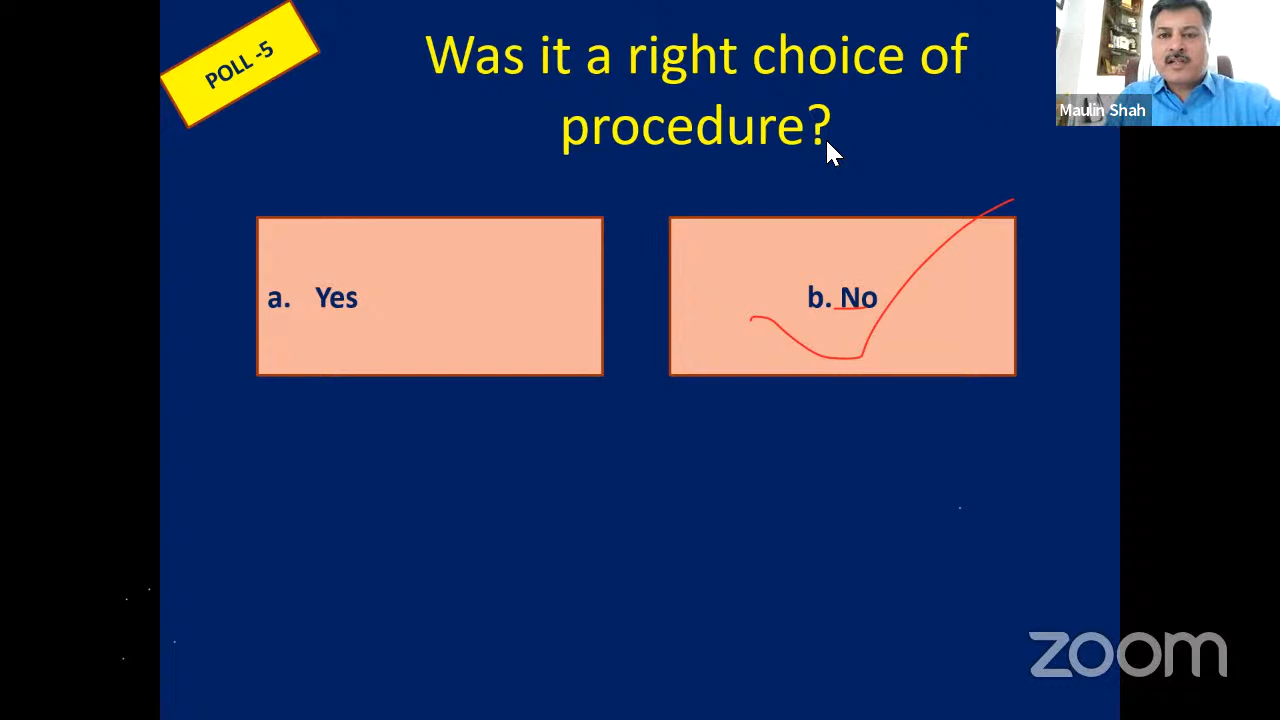 POLL -5
Was it a right choice of
procedure?
Maulin Shah
a. Yes
b. No
zoom